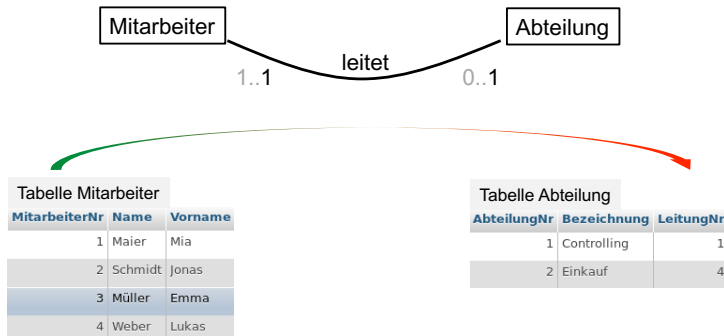 Mitarbeiter
Abteilung
leitet
1..1
0..1
Tabelle Mitarbeiter
MitarbeiterNr Name Vorname
1 Maier Mia
2 Schmidt Jonas
3 Müller Emma
4 Weber Lukas
Tabelle Abteilung
AbteilungNr Bezeichnung LeitungNr
1 Controlling 1
2 Einkauf 4